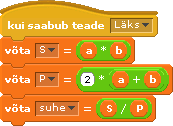 kui saabub teade Läks
võta S = a * b
võta P = 2 * a + b
võta suhe = S / P